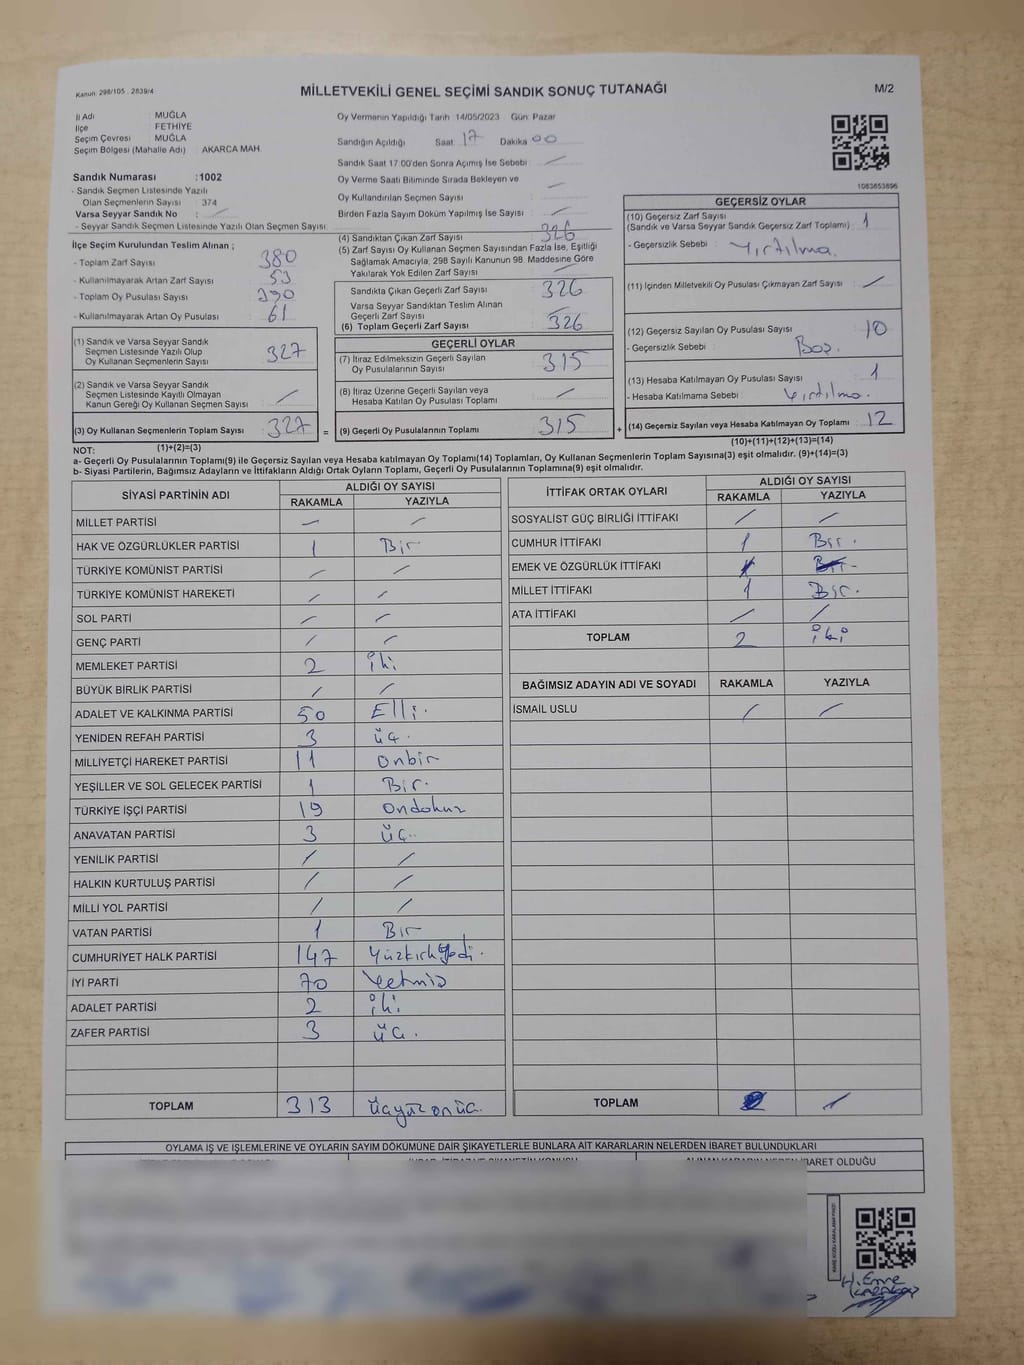 Kanun: 298/105 , 2839/4
MİLLETVEKİLİ GENEL SEÇİMİ SANDIK SONUÇ TUTANAĞI
M/2
İl Adı : MUĞLA
İlçe : FETHİYE
Seçim Çevresi : MUĞLA
Seçim Bölgesi (Mahalle Adı) : AKARCA MAH.
Sandık Numarası :1002
- Sandık Seçmen Listesinde Yazılı
Olan Seçmenlerin Sayısı : 374
Varsa Seyyar Sandık No : /
- Seyyar Sandık Seçmen Listesinde Yazılı Olan Seçmen Sayısı :
İlçe Seçim Kurulundan Teslim Alınan ;
- Toplam Zarf Sayısı : 380
- Kullanılmayarak Artan Zarf Sayısı : 53
- Toplam Oy Pusulası Sayısı : 390
- Kullanılmayarak Artan Oy Pusulası : 61
(1) Sandık ve Varsa Seyyar Sandık
Seçmen Listesinde Yazılı Olup
Oy Kullanan Seçmenlerin Sayısı : 327
(2) Sandık ve Varsa Seyyar Sandık
Seçmen Listesinde Kayıtlı Olmayan
Kanun Gereği Oy Kullanan Seçmen Sayısı : /
(3) Oy Kullanan Seçmenlerin Toplam Sayısı : 327
Oy Vermenin Yapıldığı Tarih 14/05/2023 Gün: Pazar
Sandığın Açıldığı Saat: 17 Dakika 00
Sandık Saat 17:00'den Sonra Açımış İse Sebebi : /
Oy Verme Saati Bitiminde Sırada Bekleyen ve
Oy Kullandırılan Seçmen Sayısı : /
Birden Fazla Sayım Döküm Yapılmış İse Sayısı : /
(4) Sandıktan Çıkan Zarf Sayısı : 326
(5) Zarf Sayısı Oy Kullanan Seçmen Sayısından Fazla İse, Eşitliği
Sağlamak Amacıyla, 298 Sayılı Kanunun 98. Maddesine Göre
Yakılarak Yok Edilen Zarf Sayısı : /
Sandıkta Çıkan Geçerli Zarf Sayısı : 326
Varsa Seyyar Sandıktan Teslim Alınan
Geçerli Zarf Sayısı : /
(6) Toplam Geçerli Zarf Sayısı : 326
GEÇERLİ OYLAR
(7) İtiraz Edilmeksizin Geçerli Sayılan
Oy Pusulalarının Sayısı : 315
(8) İtiraz Üzerine Geçerli Sayılan veya
Hesaba Katılan Oy Pusulası Toplamı : /
= (9) Geçerli Oy Pusulalarının Toplamı : 315
1083653696
GEÇERSİZ OYLAR
(10) Geçersiz Zarf Sayısı
(Sandık ve Varsa Seyyar Sandık Geçersiz Zarf Toplamı) : 1
- Geçersizlik Sebebi : Yırtılma.
(11) İçinden Milletvekili Oy Pusulası Çıkmayan Zarf Sayısı : /
(12) Geçersiz Sayılan Oy Pusulası Sayısı : 10
- Geçersizlik Sebebi : Boş.
(13) Hesaba Katılmayan Oy Pusulası Sayısı : 1
- Hesaba Katılmama Sebebi : Yırtılma.
+ (14) Geçersiz Sayılan veya Hesaba Katılmayan Oy Toplamı : 12
NOT: (1)+(2)=(3) (10)+(11)+(12)+(13)=(14)
a- Geçerli Oy Pusulalarının Toplamı(9) ile Geçersiz Sayılan veya Hesaba Katılmayan Oy Toplamı(14) Toplamları, Oy Kullanan Seçmenlerin Toplam Sayısına(3) eşit olmalıdır. (9)+(14)=(3)
b- Siyasi Partilerin, Bağımsız Adayların ve İttifakların Aldığı Ortak Oyların Toplamı, Geçerli Oy Pusulalarının Toplamına(9) eşit olmalıdır.
SİYASİ PARTİNİN ADI ALDIĞI OY SAYISI
RAKAMLA YAZIYLA
MİLLET PARTİSİ / /
HAK VE ÖZGÜRLÜKLER PARTİSİ 1 Bir
TÜRKİYE KOMÜNİST PARTİSİ / /
TÜRKİYE KOMÜNİST HAREKETİ / /
SOL PARTİ / /
GENÇ PARTİ / /
MEMLEKET PARTİSİ 2 iki
BÜYÜK BİRLİK PARTİSİ / /
ADALET VE KALKINMA PARTİSİ 50 Elli.
YENİDEN REFAH PARTİSİ 3 üç.
MİLLİYETÇİ HAREKET PARTİSİ 11 onbir
YEŞİLLER VE SOL GELECEK PARTİSİ 1 Bir.
TÜRKİYE İŞÇİ PARTİSİ 19 ondokuz
ANAVATAN PARTİSİ 3 üç.
YENİLİK PARTİSİ / /
HALKIN KURTULUŞ PARTİSİ / /
MİLLİ YOL PARTİSİ / /
VATAN PARTİSİ 1 Bir
CUMHURİYET HALK PARTİSİ 147 Yüzkırkyedi.
İYİ PARTİ 70 Yetmiş
ADALET PARTİSİ 2 iki
ZAFER PARTİSİ 3 üç.
TOPLAM 313 üçyüzonüç.
İTTİFAK ORTAK OYLARI ALDIĞI OY SAYISI
RAKAMLA YAZIYLA
SOSYALİST GÜÇ BİRLİĞİ İTTİFAKI / /
CUMHUR İTTİFAKI 1 Bir.
EMEK VE ÖZGÜRLÜK İTTİFAKI
MİLLET İTTİFAKI 1 Bir.
ATA İTTİFAKI / /
TOPLAM 2 iki
BAĞIMSIZ ADAYIN ADI VE SOYADI RAKAMLA YAZIYLA
İSMAİL USLU / /
TOPLAM /
OYLAMA İŞ VE İŞLEMLERİNE VE OYLARIN SAYIM DÖKÜMÜNE DAİR ŞİKAYETLERLE BUNLARA AİT KARARLARIN NELERDEN İBARET BULUNDUKLARI
İBARET OLDUĞU
H. Emre